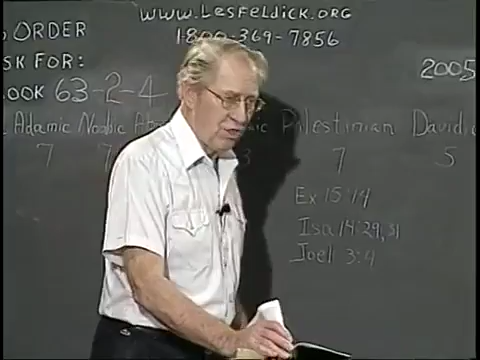 www.LesFeldick.org
O ORDER
1-800-369-7856
SK FOR:
2005
OOK 63-2-4
Adamic Noahic Palestinian Davidic
7 7 3 7 5
Ex 15:14
Isa 14:29,31
Joel 3:4